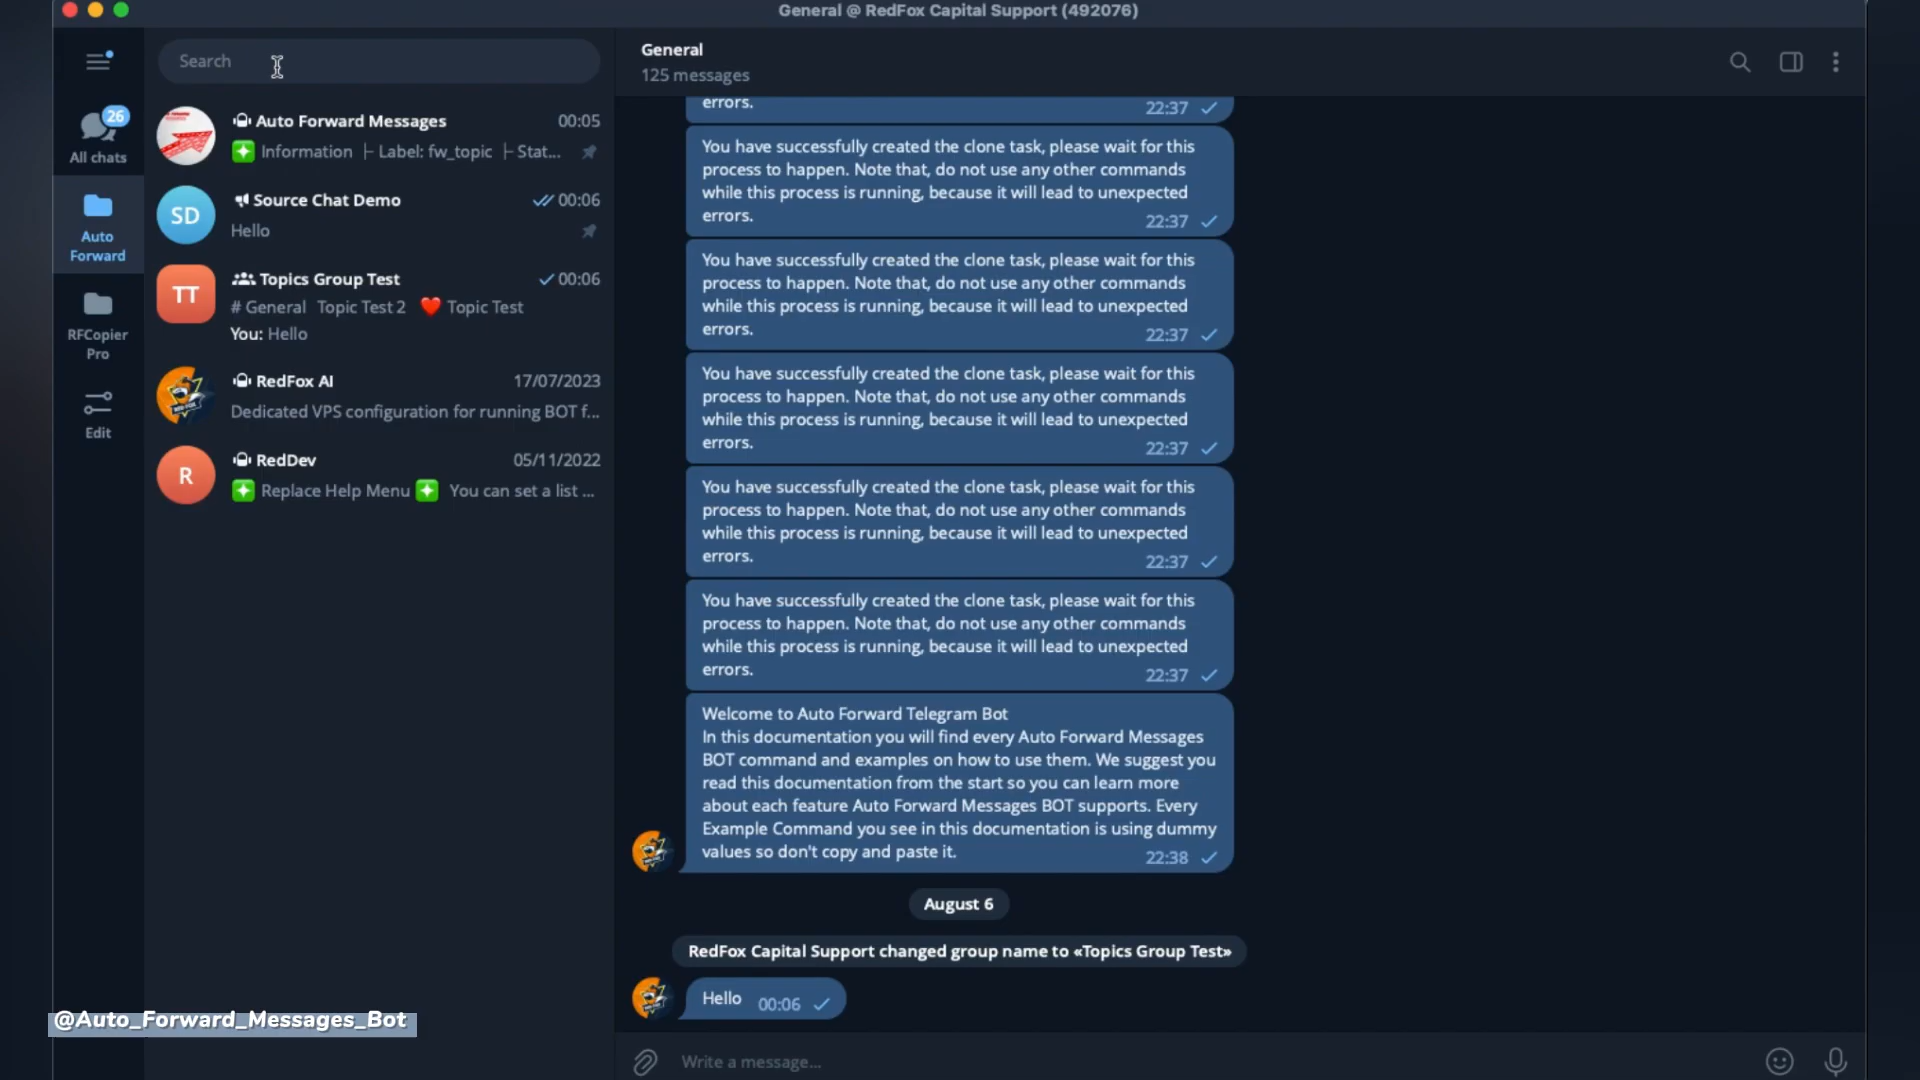 General @ RedFox Capital Support (492076)
Search
General
125 messages
26
All chats
Auto Forward Messages
00:05
Information ├ Label: fw_topic ├ Stat...
SD
Source Chat Demo
00:06
Hello
Auto
Forward
TT
Topics Group Test
00:06
# General Topic Test 2 ❤️ Topic Test
You: Hello
RFCopier
Pro
RedFox AI
17/07/2023
Dedicated VPS configuration for running BOT f...
Edit
R
RedDev
05/11/2022
Replace Help Menu You can set a list ...
errors.
22:37
You have successfully created the clone task, please wait for this
process to happen. Note that, do not use any other commands
while this process is running, because it will lead to unexpected
errors.
22:37
You have successfully created the clone task, please wait for this
process to happen. Note that, do not use any other commands
while this process is running, because it will lead to unexpected
errors.
22:37
You have successfully created the clone task, please wait for this
process to happen. Note that, do not use any other commands
while this process is running, because it will lead to unexpected
errors.
22:37
You have successfully created the clone task, please wait for this
process to happen. Note that, do not use any other commands
while this process is running, because it will lead to unexpected
errors.
22:37
You have successfully created the clone task, please wait for this
process to happen. Note that, do not use any other commands
while this process is running, because it will lead to unexpected
errors.
22:37
Welcome to Auto Forward Telegram Bot
In this documentation you will find every Auto Forward Messages
BOT command and examples on how to use them. We suggest you
read this documentation from the start so you can learn more
about each feature Auto Forward Messages BOT supports. Every
Example Command you see in this documentation is using dummy
values so don't copy and paste it.
22:38
August 6
RedFox Capital Support changed group name to «Topics Group Test»
Hello 00:06
@Auto_Forward_Messages_Bot
Write a message...